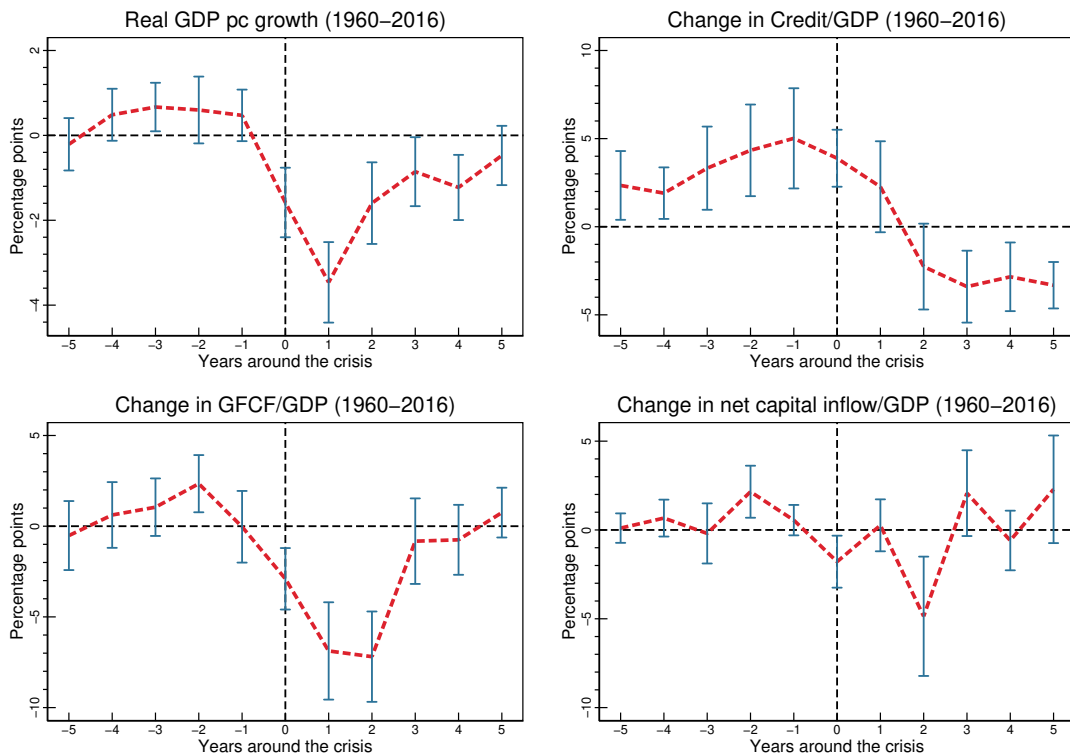 Real GDP pc growth (1960−2016)
Percentage points
2
0
−2
−4
−5 −4 −3 −2 −1 0 1 2 3 4 5
Years around the crisis
Change in Credit/GDP (1960−2016)
Percentage points
10
5
0
−5
−5 −4 −3 −2 −1 0 1 2 3 4 5
Years around the crisis
Change in GFCF/GDP (1960−2016)
Percentage points
5
0
−5
−10
−5 −4 −3 −2 −1 0 1 2 3 4 5
Years around the crisis
Change in net capital inflow/GDP (1960−2016)
Percentage points
5
0
−5
−10
−5 −4 −3 −2 −1 0 1 2 3 4 5
Years around the crisis